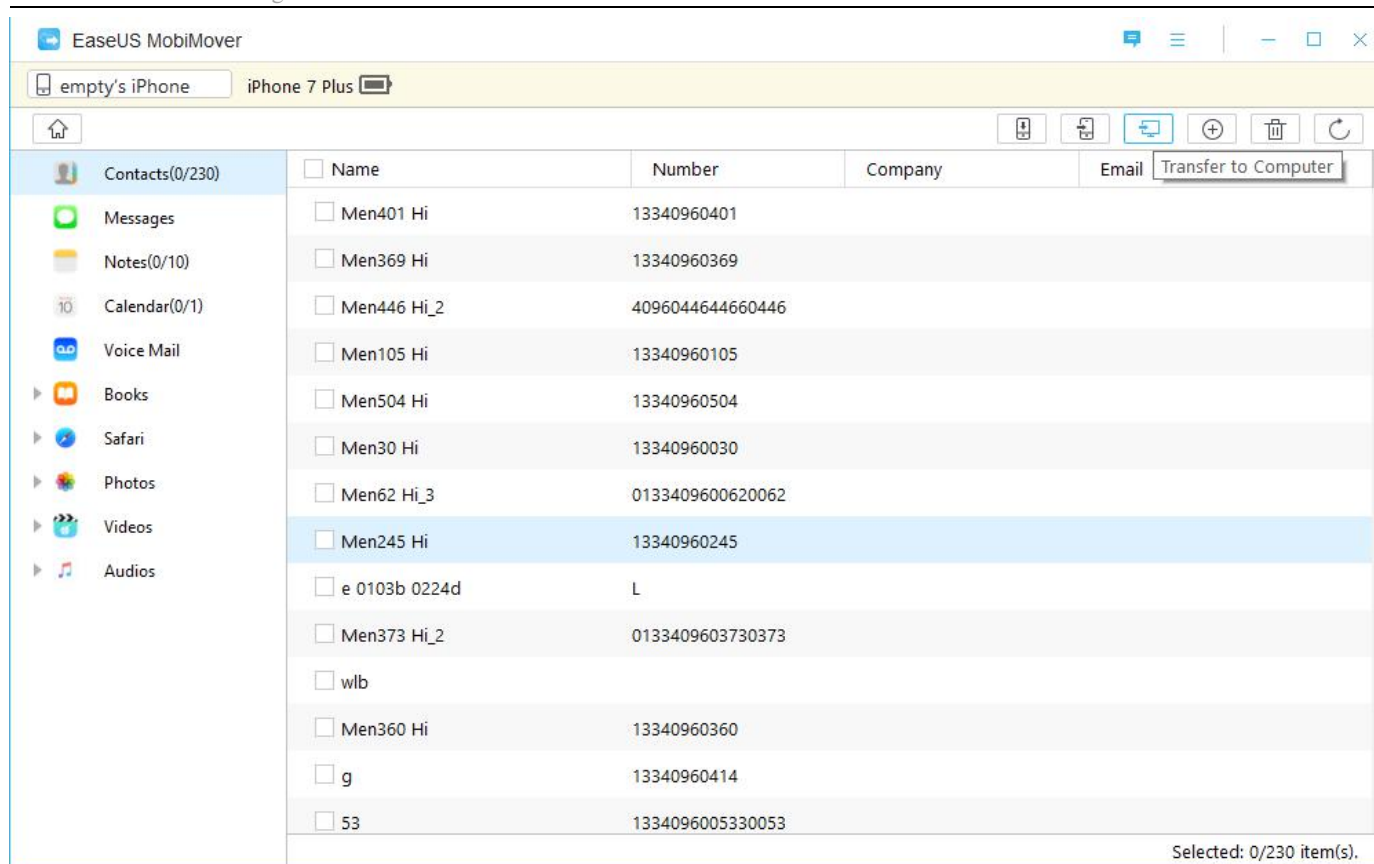 EaseUS MobiMover
empty's iPhone iPhone 7 Plus
Name Number Company Email Transfer to Computer
Contacts(0/230)
Messages
Notes(0/10)
10 Calendar(0/1)
Voice Mail
Books
Safari
Photos
Videos
Audios
Men401 Hi 13340960401
Men369 Hi 13340960369
Men446 Hi_2 4096044644660446
Men105 Hi 13340960105
Men504 Hi 13340960504
Men30 Hi 13340960030
Men62 Hi_3 0133409600620062
Men245 Hi 13340960245
e 0103b 0224d L
Men373 Hi_2 0133409603730373
wlb
Men360 Hi 13340960360
g 13340960414
53 1334096005330053
Selected: 0/230 item(s).